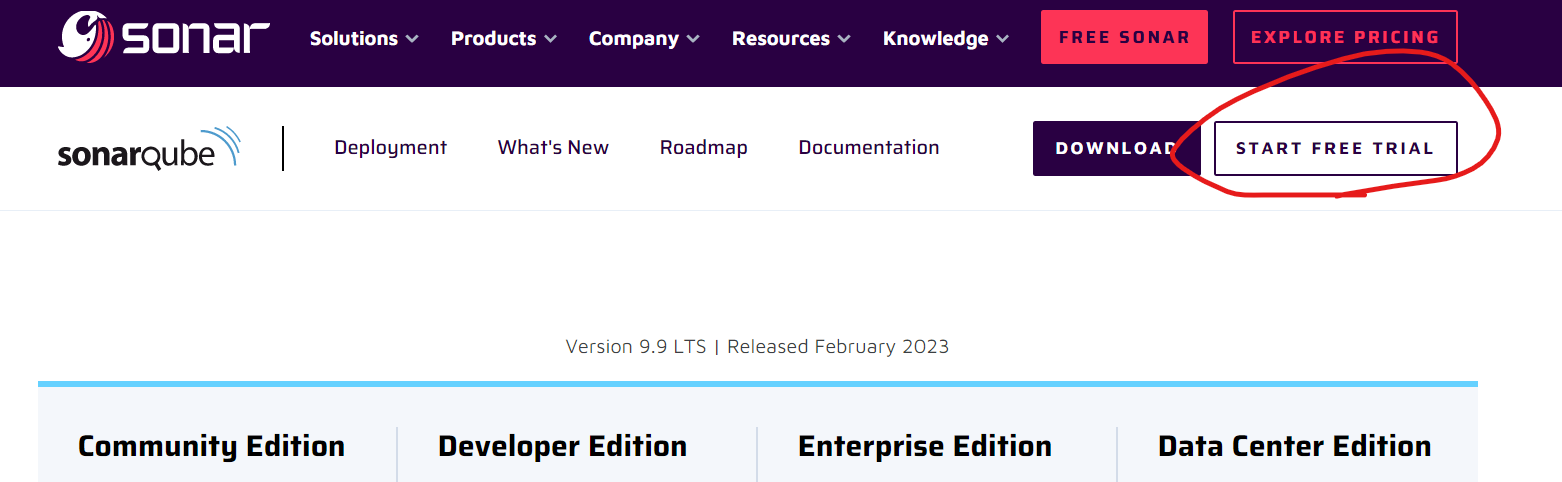 sonar Solutions Products Company Resources Knowledge FREE SONAR EXPLORE PRICING
sonarqube Deployment What's New Roadmap Documentation DOWNLOAD START FREE TRIAL
Version 9.9 LTS | Released February 2023
Community Edition Developer Edition Enterprise Edition Data Center Edition